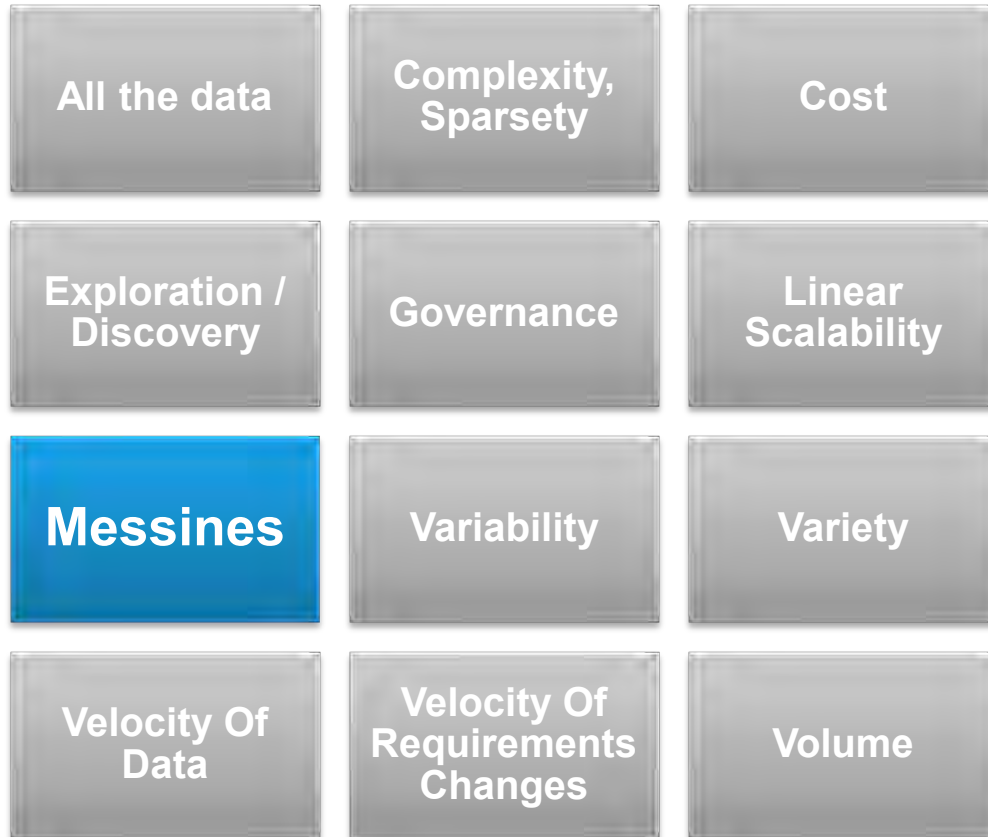 All the data
Complexity,
Sparsety
Cost
Exploration /
Discovery
Governance
Linear
Scalability
Messines
Variability
Variety
Velocity Of
Data
Velocity Of
Requirements
Changes
Volume